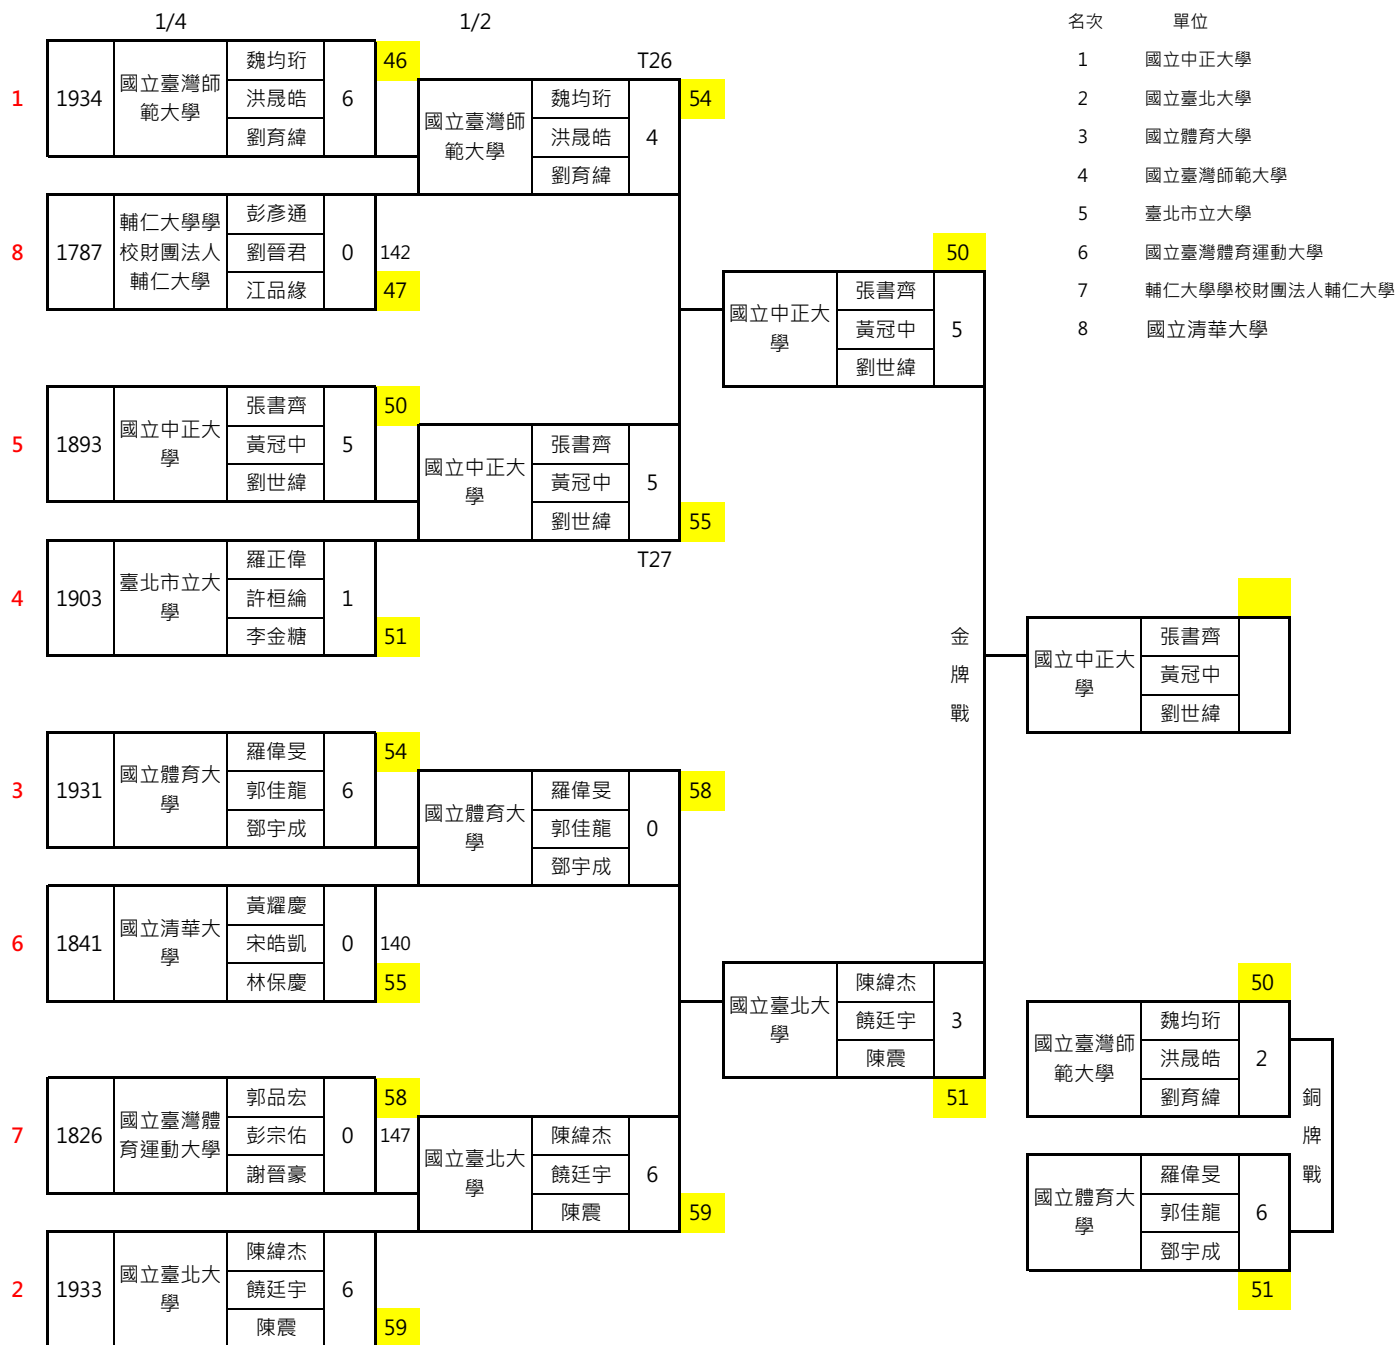 1/4
1/2
名次 單位
1 國立中正大學
2 國立臺北大學
3 國立體育大學
4 國立臺灣師範大學
5 臺北市立大學
6 國立臺灣體育運動大學
7 輔仁大學學校財團法人輔仁大學
8 國立清華大學
1
1934
國立臺灣師
範大學
魏均珩
洪晟皓
劉育緯
6
46
8
1787
輔仁大學學
校財團法人
輔仁大學
彭彥通
劉晉君
江品緣
0
142
47
5
1893
國立中正大
學
張書齊
黃冠中
劉世緯
5
50
4
1903
臺北市立大
學
羅正偉
許桓綸
李金糖
1
51
3
1931
國立體育大
學
羅偉旻
郭佳龍
鄧宇成
6
54
6
1841
國立清華大
學
黃耀慶
宋皓凱
林保慶
0
140
55
7
1826
國立臺灣體
育運動大學
郭品宏
彭宗佑
謝晉豪
0
58
147
2
1933
國立臺北大
學
陳緯杰
饒廷宇
陳震
6
59
T26
國立臺灣師
範大學
魏均珩
洪晟皓
劉育緯
4
54
國立中正大
學
張書齊
黃冠中
劉世緯
5
55
T27
國立體育大
學
羅偉旻
郭佳龍
鄧宇成
0
58
國立臺北大
學
陳緯杰
饒廷宇
陳震
6
59
50
國立中正大
學
張書齊
黃冠中
劉世緯
5
金
牌
戰
國立臺北大
學
陳緯杰
饒廷宇
陳震
3
51
國立中正大
學
張書齊
黃冠中
劉世緯
50
國立臺灣師
範大學
魏均珩
洪晟皓
劉育緯
2
銅
牌
戰
國立體育大
學
羅偉旻
郭佳龍
鄧宇成
6
51